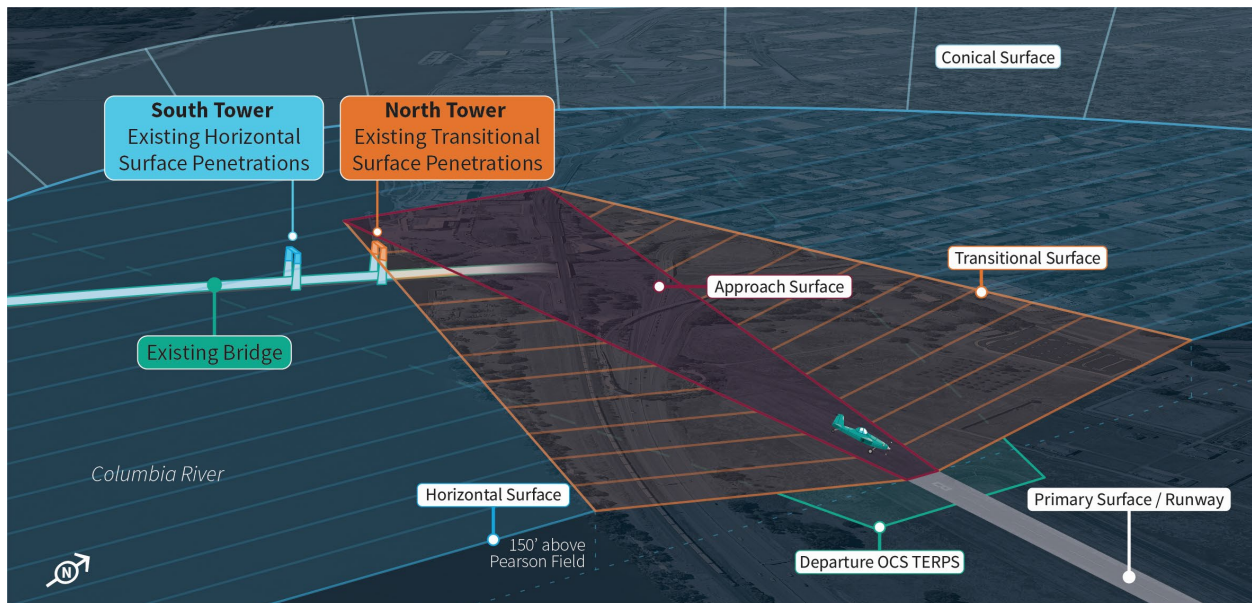 Conical Surface
South Tower
Existing Horizontal
Surface Penetrations
North Tower
Existing Transitional
Surface Penetrations
Transitional Surface
Approach Surface
Existing Bridge
Columbia River
Horizontal Surface
150’ above
Pearson Field
Primary Surface / Runway
Departure OCS TERPS
N